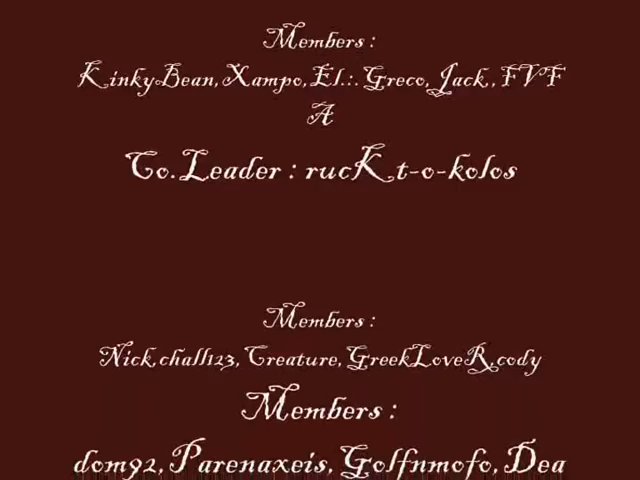 Members :
KinkyBean,Xampo,El.:.Greco,Jack,,FVF
A
Co.Leader : rucK t-o-kolos
Members :
Nick,chall123,Creature,GreekLoveR,cody
Members :
dom92,Parenaxeis,Golfnmofo,Dea